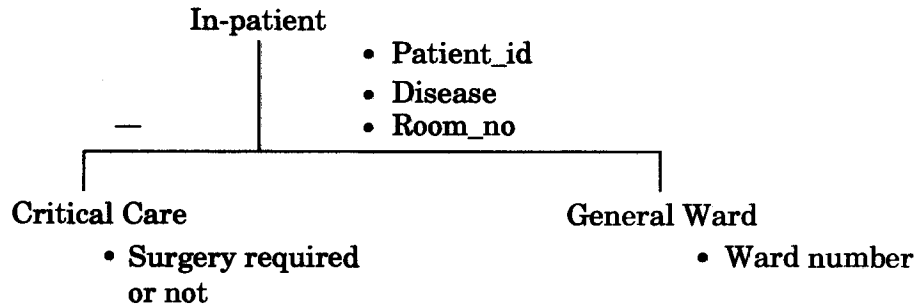 In-patient
• Patient_id
• Disease
• Room_no
Critical Care
General Ward
• Surgery required
or not
• Ward number